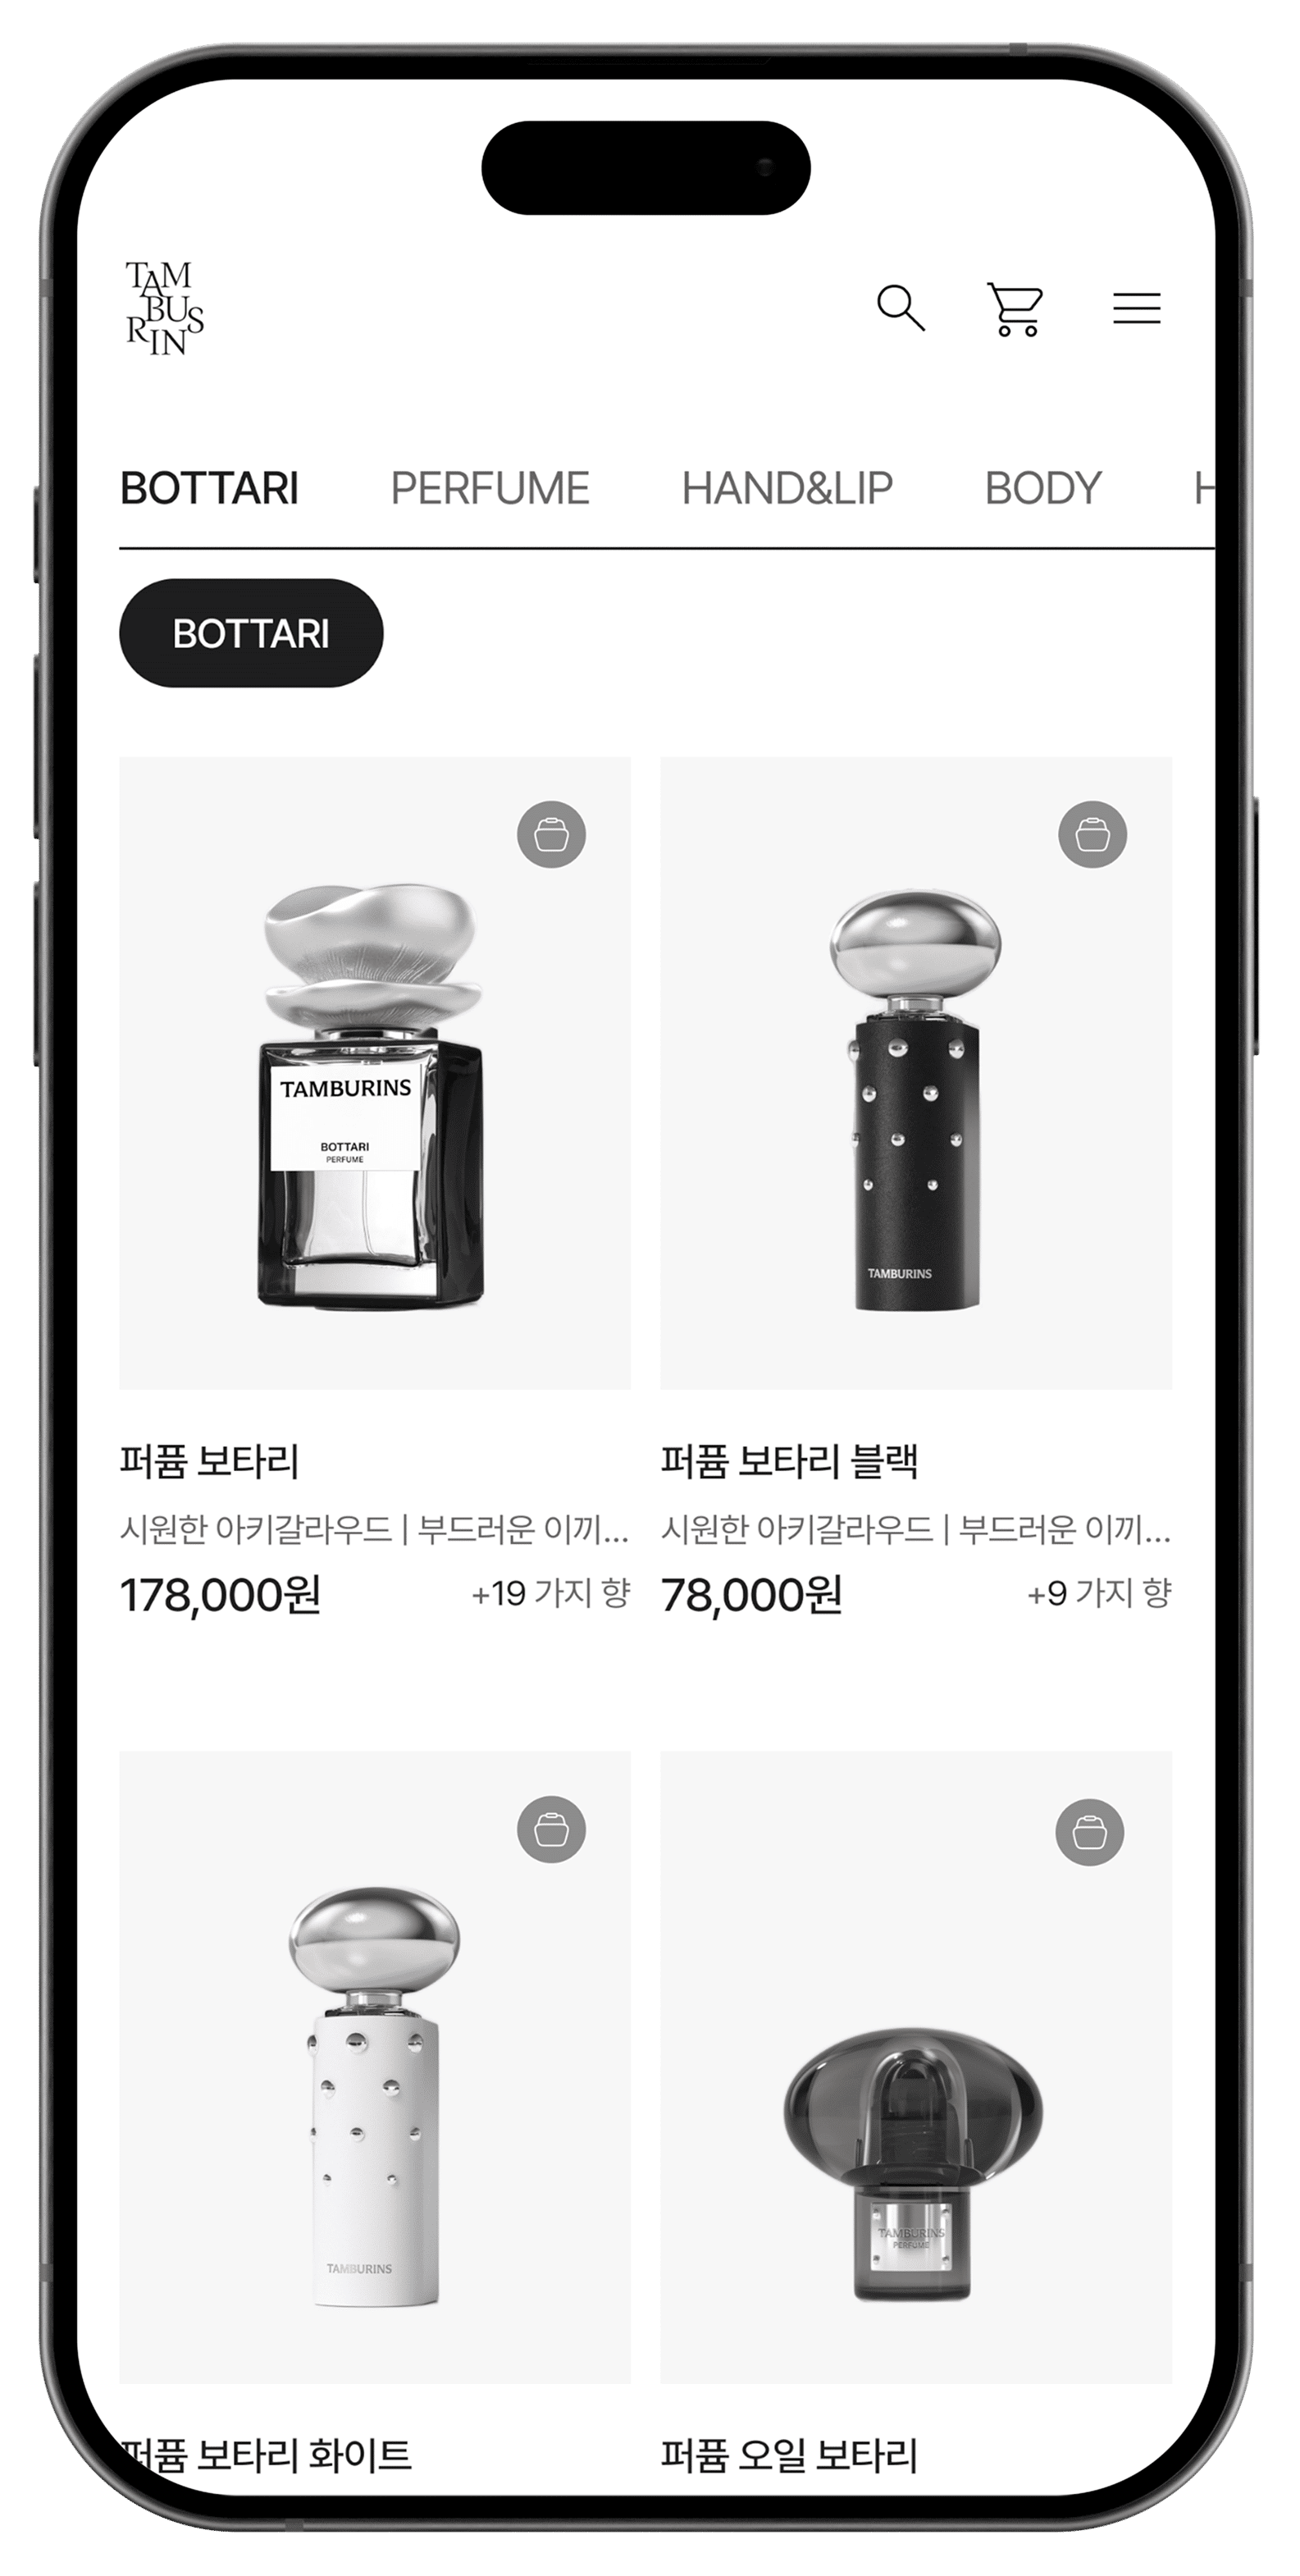 TAM
BUS
RIN
BOTTARI PERFUME HAND&LIP BODY H
BOTTARI
TAMBURINS
BOTTARI
PERFUME
TAMBURINS
퍼퓸 보타리
시원한 아키갈라우드 | 부드러운 이끼...
178,000원 +19 가지 향
퍼퓸 보타리 블랙
시원한 아키갈라우드 | 부드러운 이끼...
78,000원 +9 가지 향
TAMBURINS
TAMBURINS
PERFUME
퍼퓸 보타리 화이트
퍼퓸 오일 보타리